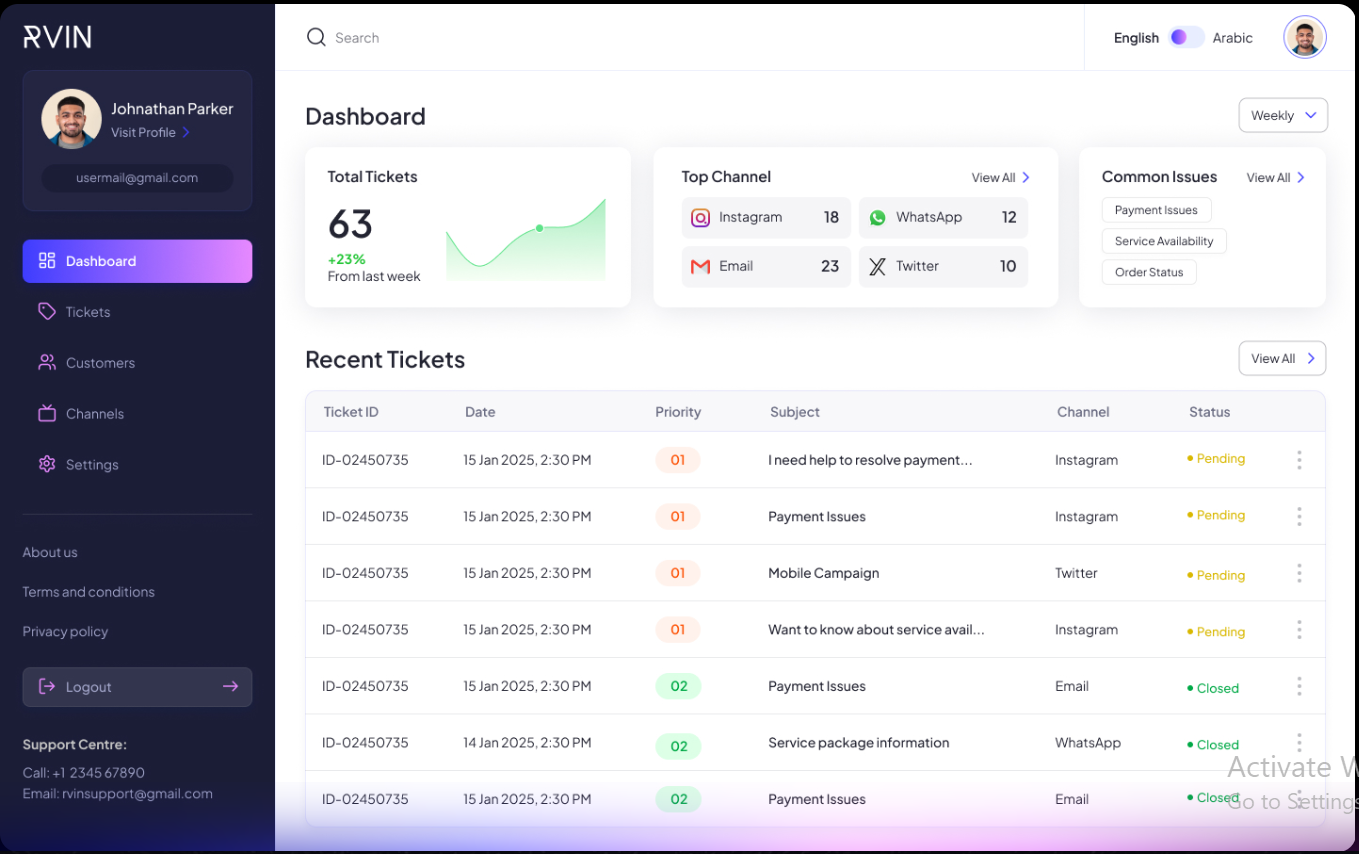 RVIN
Johnathan Parker
Visit Profile
usermail@gmail.com
Dashboard
Tickets
Customers
Channels
Settings
About us
Terms and conditions
Privacy policy
Logout
Support Centre:
Call: +1 2345 67890
Email: rvinsupport@gmail.com
Search
English
Arabic
Dashboard
Weekly
Total Tickets
63
+23%
From last week
Top Channel
View All
Instagram 18
WhatsApp 12
Email 23
Twitter 10
Common Issues
View All
Payment Issues
Service Availability
Order Status
Recent Tickets
View All
Ticket ID Date Priority Subject Channel Status
ID-02450735 15 Jan 2025, 2:30 PM 01 I need help to resolve payment... Instagram Pending
ID-02450735 15 Jan 2025, 2:30 PM 01 Payment Issues Instagram Pending
ID-02450735 15 Jan 2025, 2:30 PM 01 Mobile Campaign Twitter Pending
ID-02450735 15 Jan 2025, 2:30 PM 01 Want to know about service avail... Instagram Pending
ID-02450735 15 Jan 2025, 2:30 PM 02 Payment Issues Email Closed
ID-02450735 14 Jan 2025, 2:30 PM 02 Service package information WhatsApp Closed
ID-02450735 15 Jan 2025, 2:30 PM 02 Payment Issues Email Closed
Activate W
Go to Settings